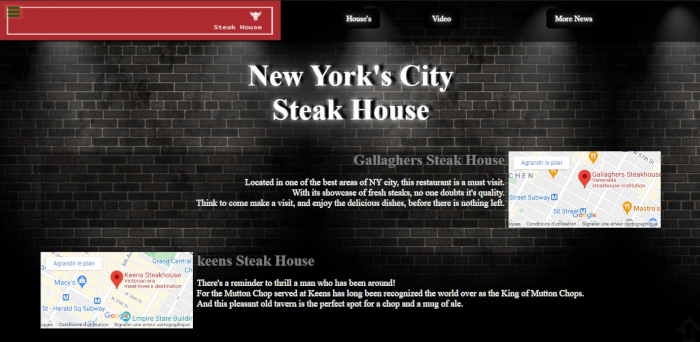 Steak House
House's
Video
More News
New York's City
Steak House
Gallaghers Steak House
Located in one of the best areas of NY city, this restaurant is a must visit.
With its showcase of fresh steaks, no one doubts it's quality.
Think to come make a visit, and enjoy the delicious dishes, before there is nothing left.
Agrandir le plan
W 57th St
CHEN
Gallaghers Steakhouse
Venerable
steakhouse institution
Street Subway
50 Street
Mastro's
Google
Conditions d'utilisation
Signaler une erreur cartographique
keens Steak House
There's a reminder to thrill a man who has been around!
For the Mutton Chop served at Keens has long been recognized the world over as the King of Mutton Chops.
And this pleasant old tavern is the perfect spot for a chop and a mug of ale.
Agrandir le plan
Grand Central
Macy's
Keens Steakhouse
Victorian era
meat-lover's destination
- Herald Sq Subway
Empire State
Conditions d'utilisation
Signaler une erreur cartographique